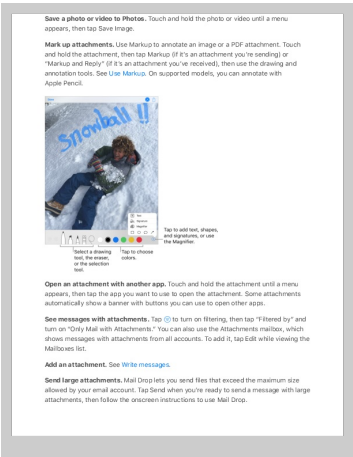 Save a photo or video to Photos. Touch and hold the photo or video until a menu
appears, then tap Save Image.
Mark up attachments. Use Markup to annotate an image or a PDF attachment. Touch
and hold the attachment, then tap Markup (if it's an attachment you're sending) or
"Markup and Reply" (if it's an attachment you've received), then use the drawing and
annotation tools. See Use Markup. On supported models, you can annotate with
Apple Pencil.
Snowball !!
Text
Signature
Magnifier
Tap to add text, shapes,
and signatures, or use
the Magnifier.
Select a drawing
tool, the eraser,
or the selection
tool.
Tap to choose
colors.
Open an attachment with another app. Touch and hold the attachment until a menu
appears, then tap the app you want to use to open the attachment. Some attachments
automatically show a banner with buttons you can use to open other apps.
See messages with attachments. Tap to turn on filtering, then tap "Filtered by" and
turn on "Only Mail with Attachments." You can also use the Attachments mailbox, which
shows messages with attachments from all accounts. To add it, tap Edit while viewing the
Mailboxes list.
Add an attachment. See Write messages.
Send large attachments. Mail Drop lets you send files that exceed the maximum size
allowed by your email account. Tap Send when you're ready to send a message with large
attachments, then follow the onscreen instructions to use Mail Drop.